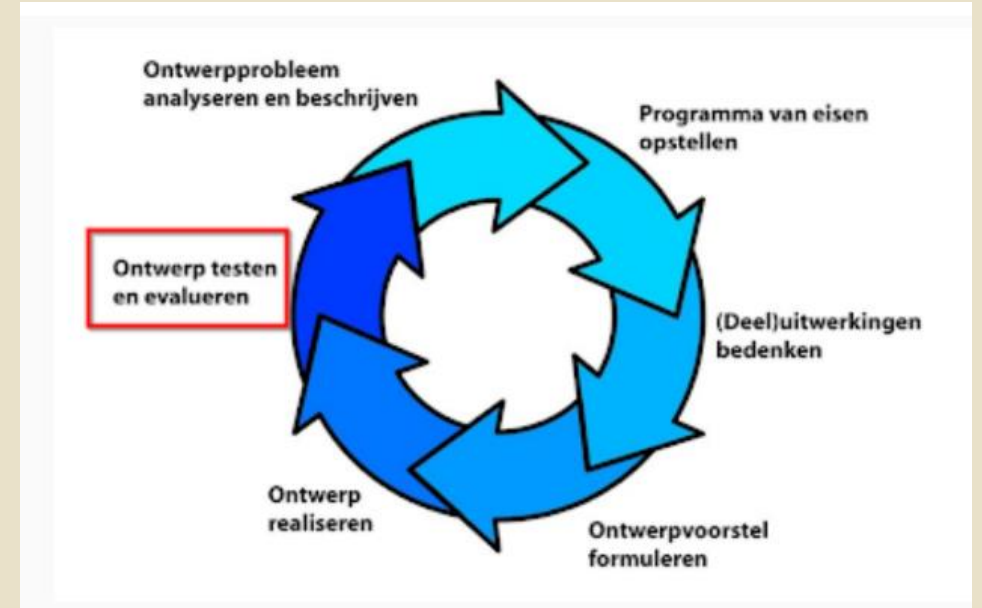 Ontwerpprobleem
analyseren en beschrijven
Programma van eisen
opstellen
(Deel)uitwerkingen
bedenken
Ontwerpvoorstel
formuleren
Ontwerp
realiseren
Ontwerp testen
en evalueren